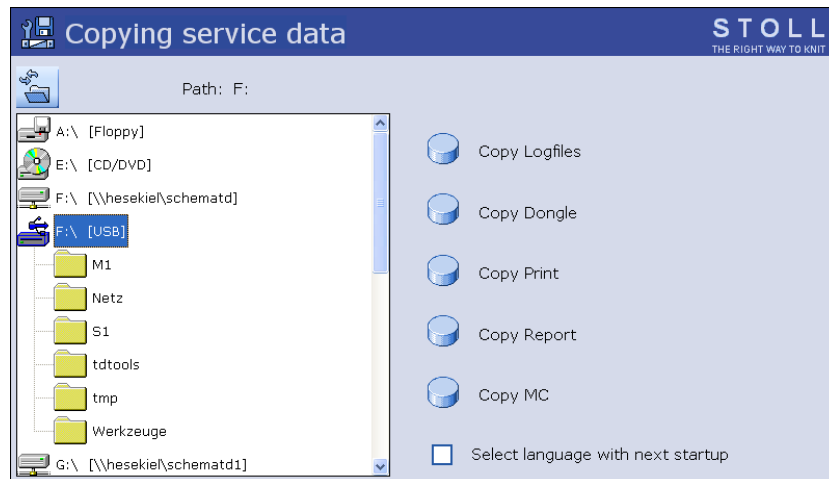 Copying service data
STOLL
THE RIGHT WAY TO KNIT
Path: F:
A:\ [Floppy]
E:\ [CD/DVD]
F:\ [\\hesekiel\schematd]
F:\ [USB]
M1
Netz
S1
tdtools
tmp
Werkzeuge
G:\ [\\hesekiel\schematd1]
Copy Logfiles
Copy Dongle
Copy Print
Copy Report
Copy MC
Select language with next startup